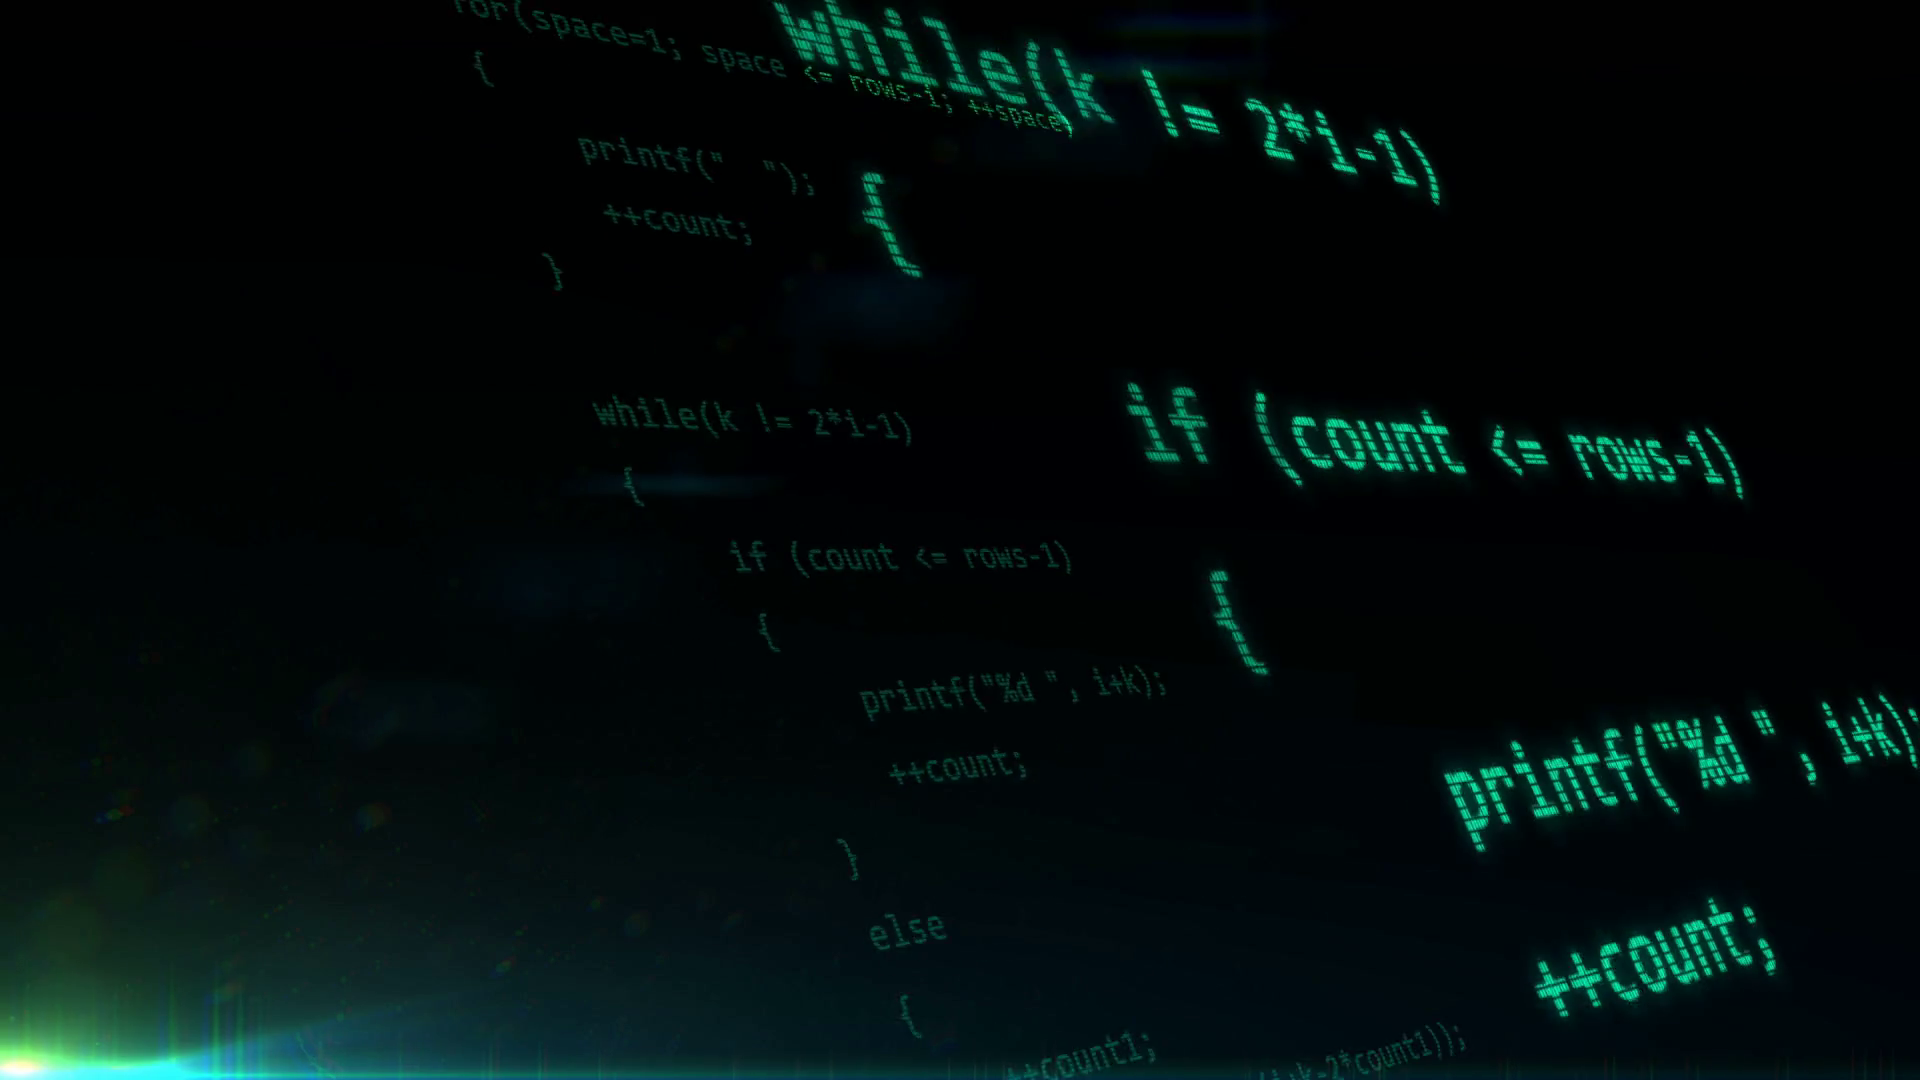 for(space=1; space <= rows-1; ++space)
{
printf("  ");
++count;
}
while(k != 2*i-1)
{
if (count <= rows-1)
{
printf("%d ", i+k);
++count;
}
else
{
++count1;
k-2*count1));
while(k != 2*i-1)
{
if (count <= rows-1)
{
printf("%d ", i+k);
++count;